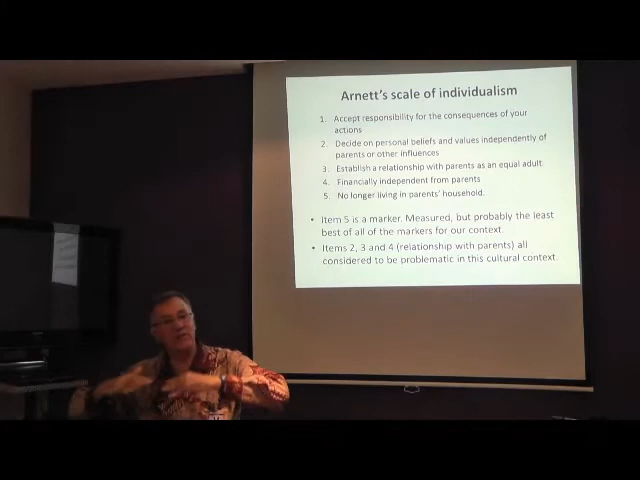 Arnett's scale of individualism
1. Accept responsibility for the consequences of your
actions
2. Decide on personal beliefs and values independently of
parents or other influences
3. Establish a relationship with parents as an equal adult
4. Financially independent from parents
5. No longer living in parents' household.
• Item 5 is a marker. Measured, but probably the least
best of all of the markers for our context.
• Items 2, 3 and 4 (relationship with parents) all
considered to be problematic in this cultural context.